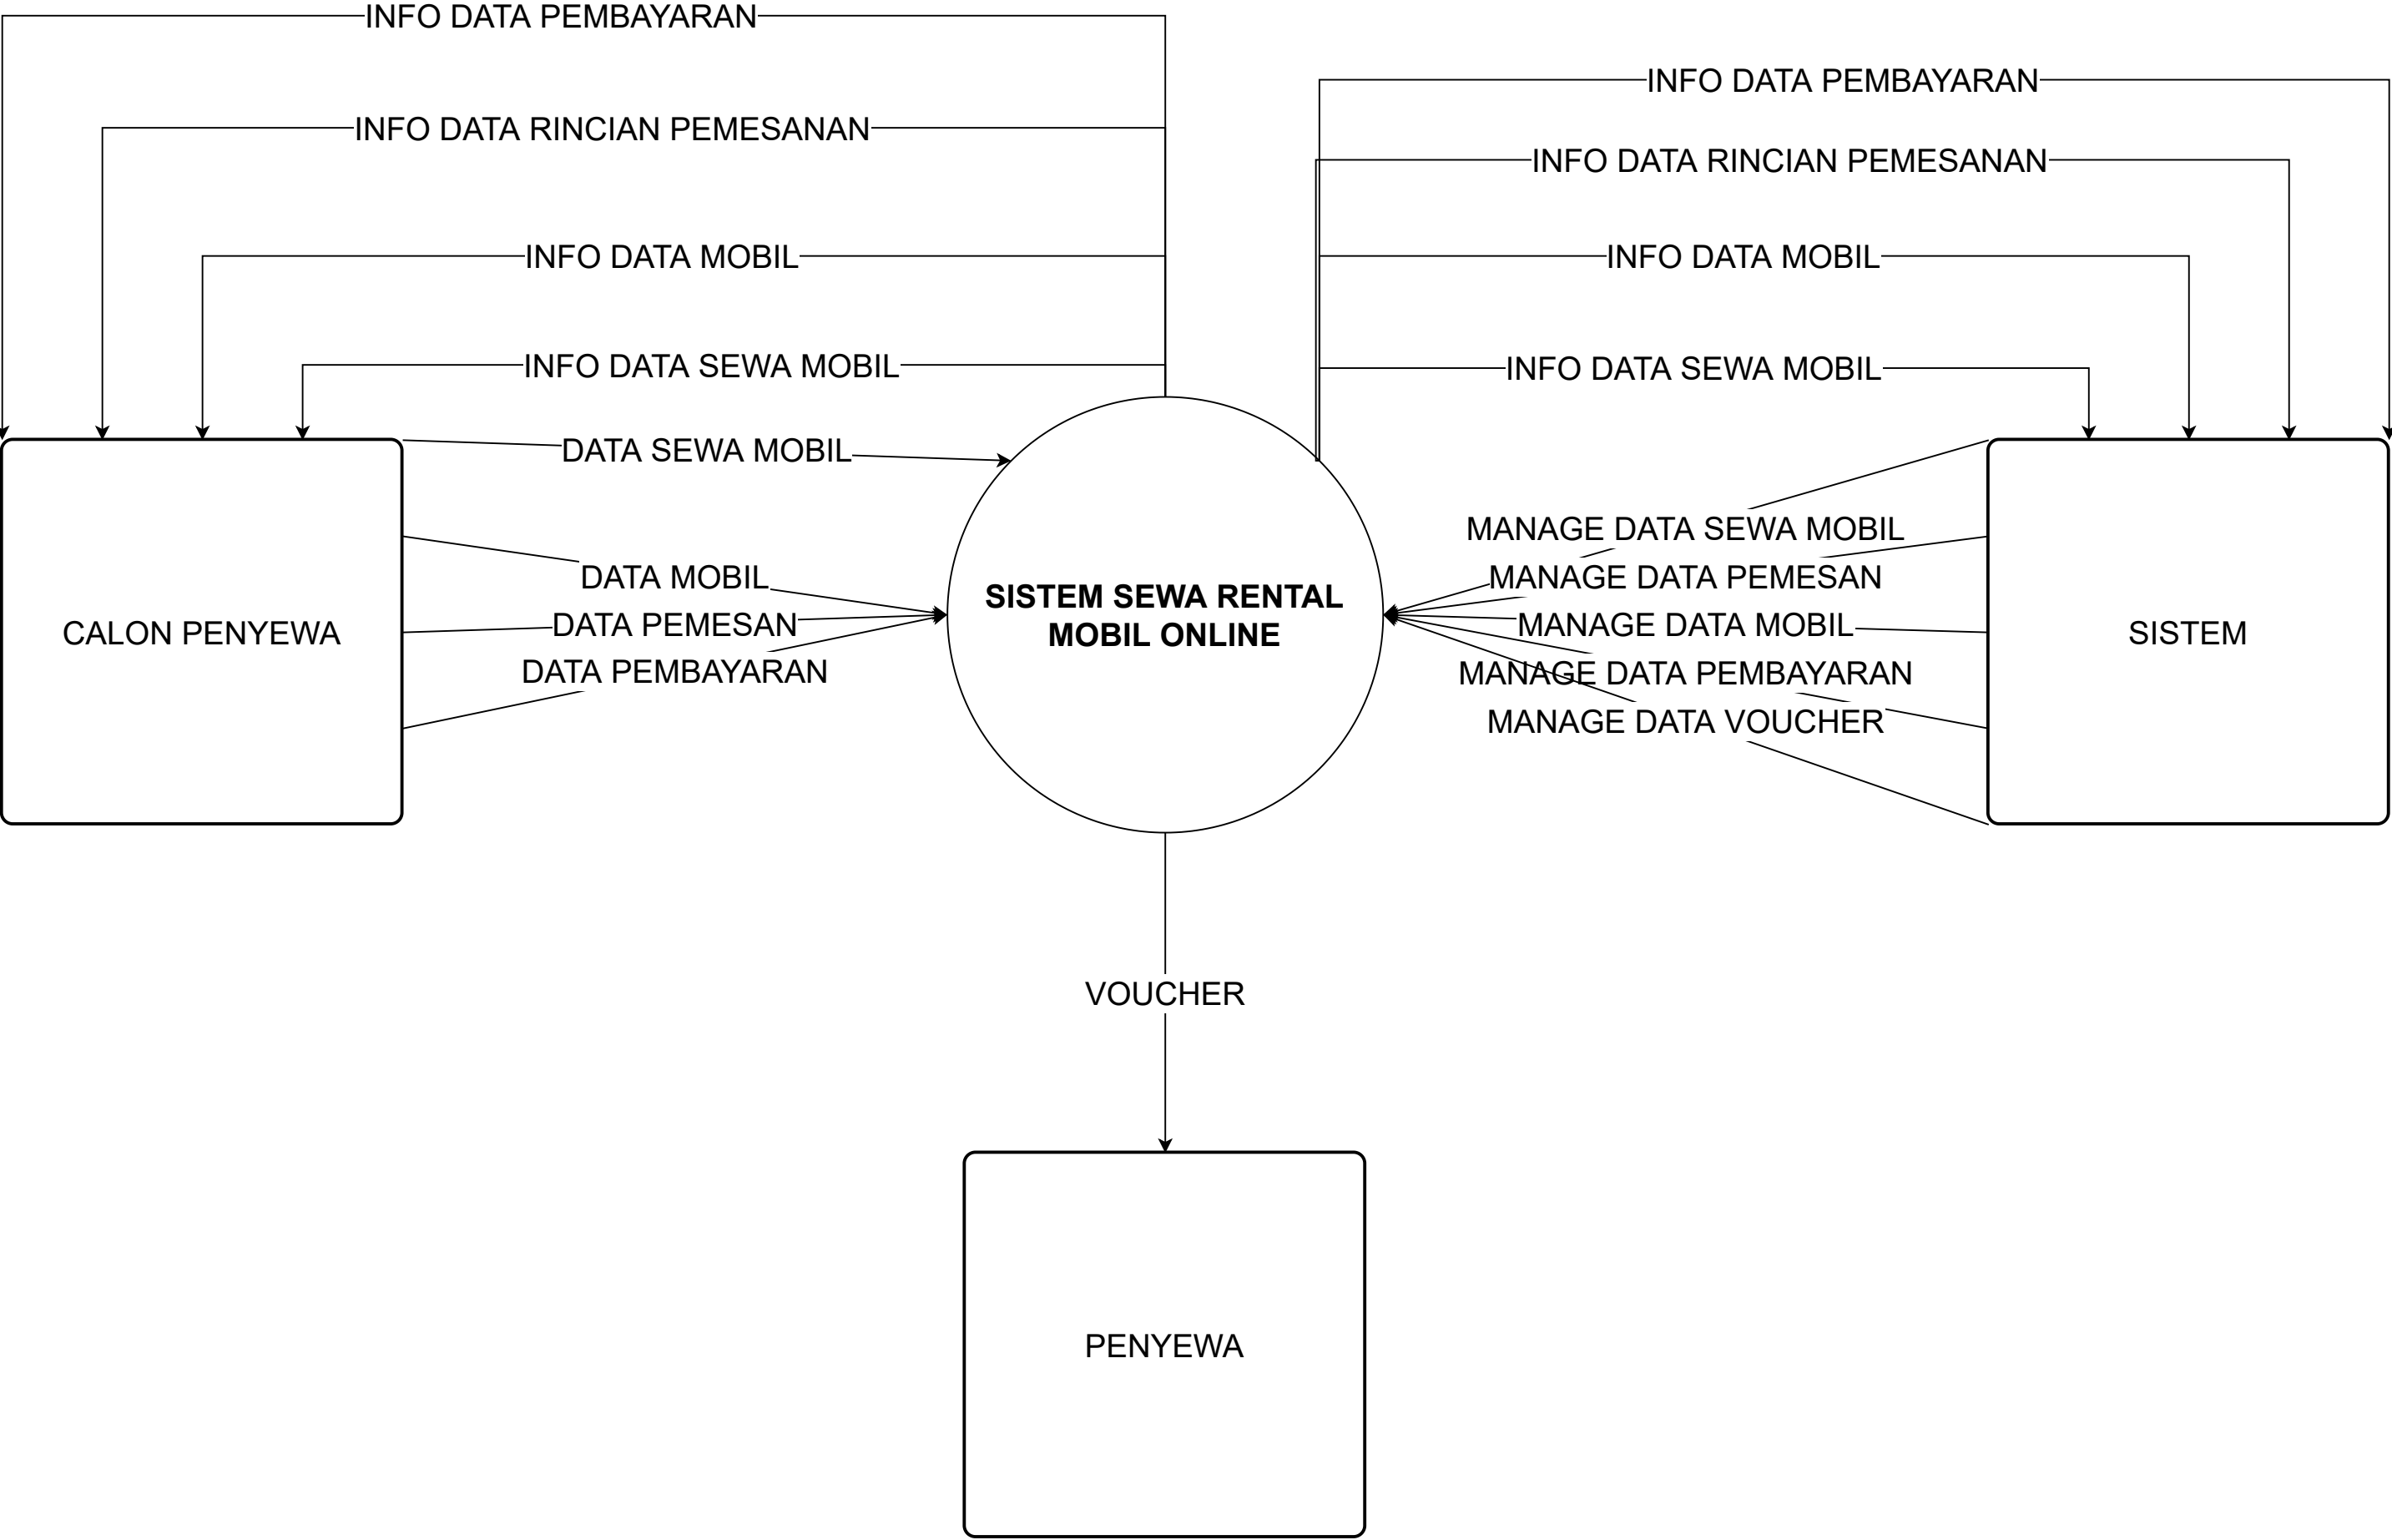 INFO DATA PEMBAYARAN
INFO DATA PEMBAYARAN
INFO DATA RINCIAN PEMESANAN
INFO DATA RINCIAN PEMESANAN
INFO DATA MOBIL
INFO DATA MOBIL
INFO DATA SEWA MOBIL
INFO DATA SEWA MOBIL
DATA SEWA MOBIL
DATA MOBIL
DATA PEMESAN
DATA PEMBAYARAN
CALON PENYEWA
SISTEM SEWA RENTAL
MOBIL ONLINE
MANAGE DATA SEWA MOBIL
MANAGE DATA PEMESAN
MANAGE DATA MOBIL
MANAGE DATA PEMBAYARAN
MANAGE DATA VOUCHER
SISTEM
VOUCHER
PENYEWA